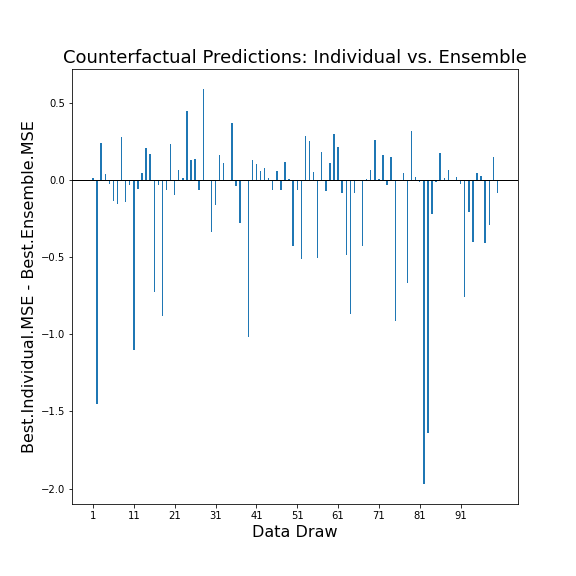 Counterfactual Predictions: Individual vs. Ensemble
Best.Individual.MSE - Best.Ensemble.MSE
0.5
0.0
−0.5
−1.0
−1.5
−2.0
1 11 21 31 41 51 61 71 81 91
Data Draw